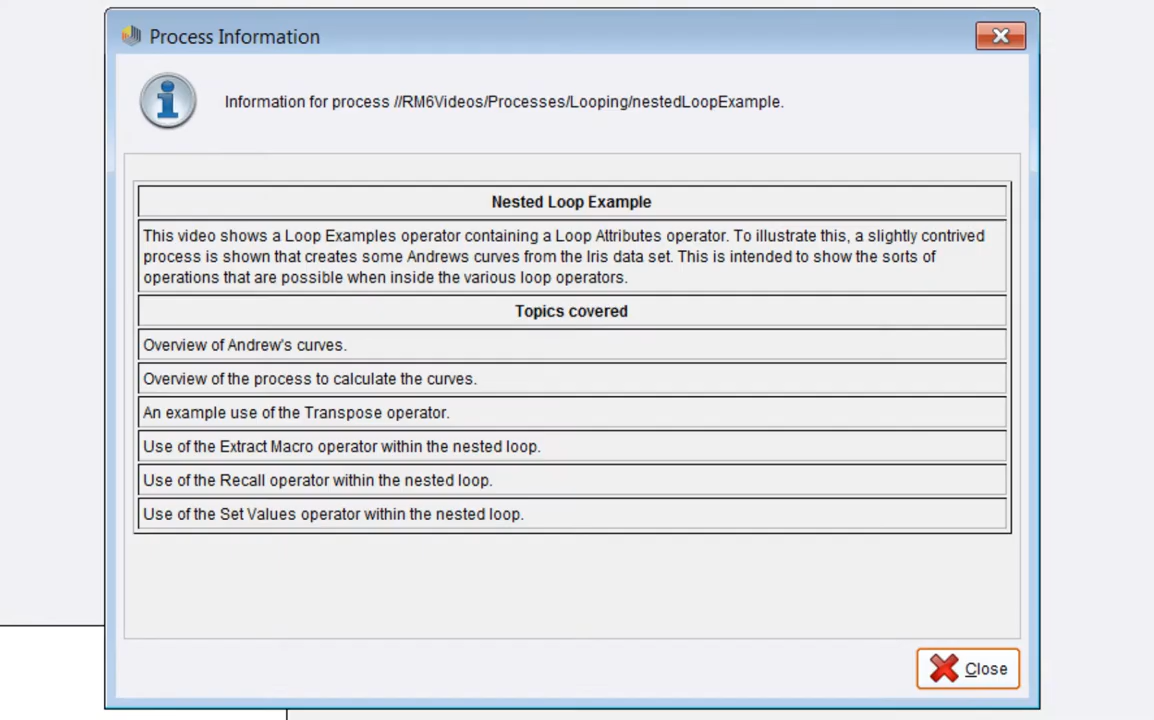 Process Information
Information for process //RM6Videos/Processes/Looping/nestedLoopExample.
Nested Loop Example
This video shows a Loop Examples operator containing a Loop Attributes operator. To illustrate this, a slightly contrived
process is shown that creates some Andrews curves from the Iris data set. This is intended to show the sorts of
operations that are possible when inside the various loop operators.
Topics covered
Overview of Andrew's curves.
Overview of the process to calculate the curves.
An example use of the Transpose operator.
Use of the Extract Macro operator within the nested loop.
Use of the Recall operator within the nested loop.
Use of the Set Values operator within the nested loop.
Close